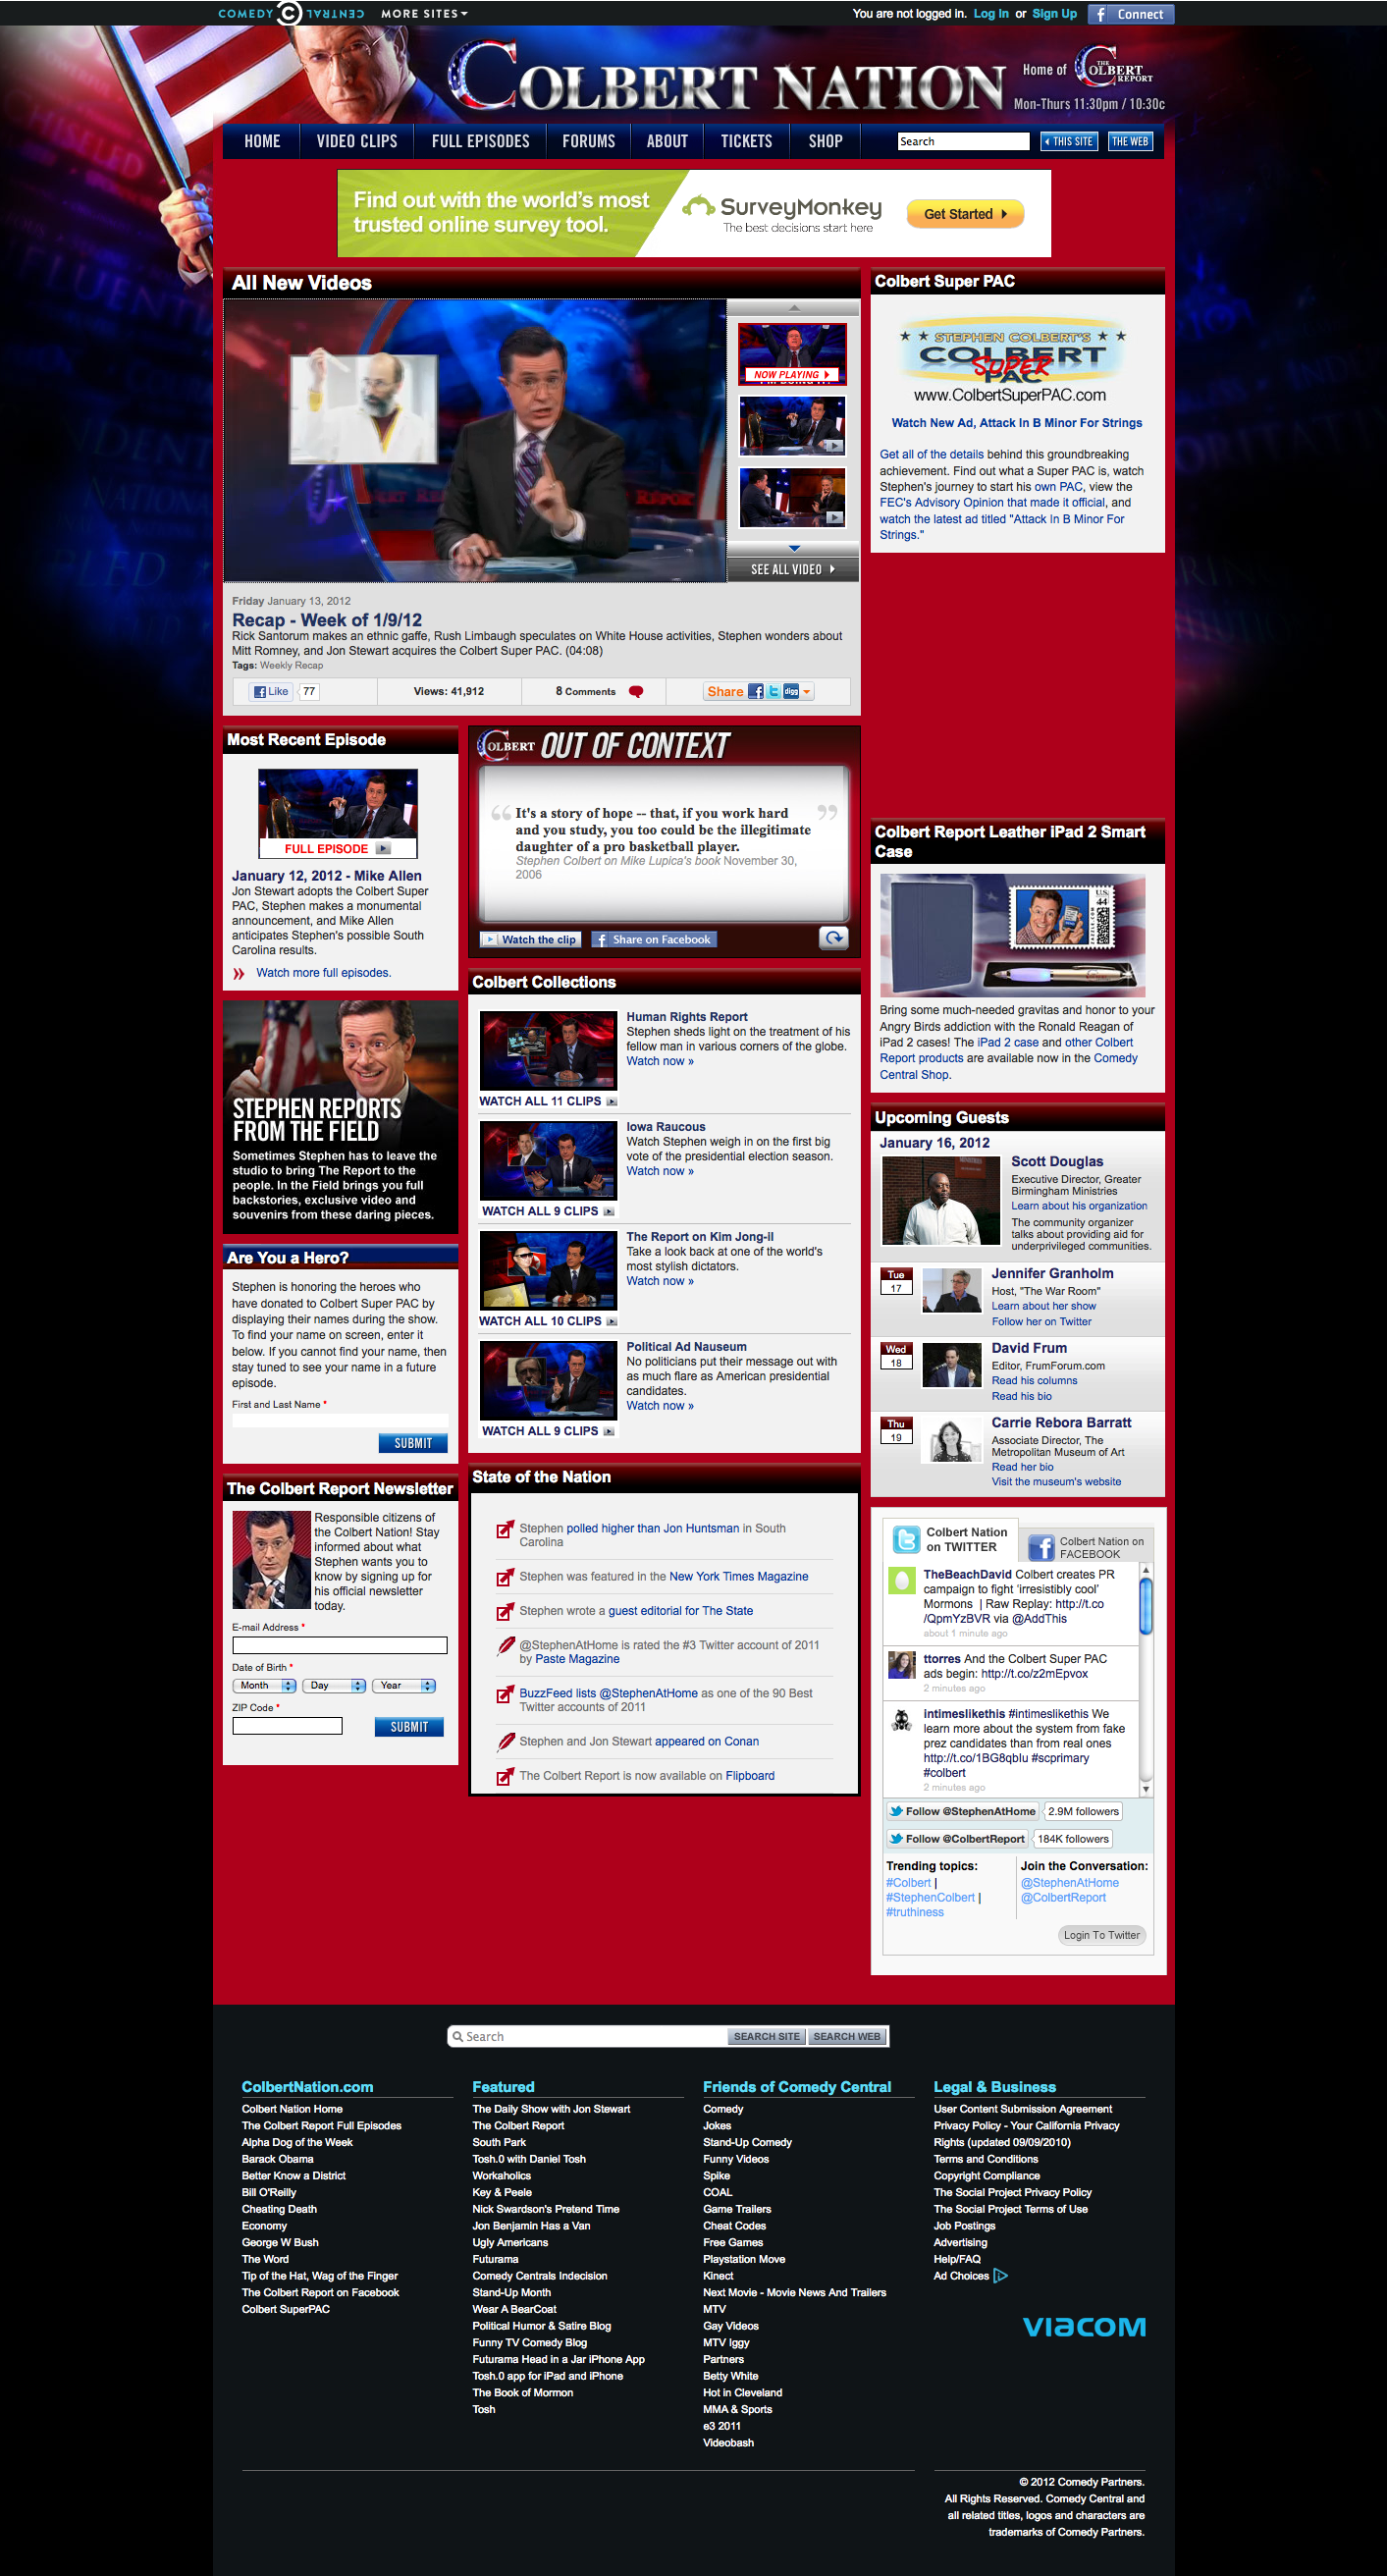 COMEDY CENTRAL MORE SITES
You are not logged in. Log In or Sign Up Connect
COLBERT NATION
Home of THE COLBERT REPORT
Mon-Thurs 11:30pm / 10:30c
HOME VIDEO CLIPS FULL EPISODES FORUMS ABOUT TICKETS SHOP
Search THIS SITE THE WEB
Find out with the world's most
trusted online survey tool.
SurveyMonkey
The best decisions start here
Get Started
All New Videos
NOW PLAYING
SEE ALL VIDEO
Friday January 13, 2012
Recap - Week of 1/9/12
Rick Santorum makes an ethnic gaffe, Rush Limbaugh speculates on White House activities, Stephen wonders about
Mitt Romney, and Jon Stewart acquires the Colbert Super PAC. (04:08)
Tags: Weekly Recap
Like 77 Views: 41,912 8 Comments Share digg
Colbert Super PAC
STEPHEN COLBERT'S
COLBERT
SUPER
PAC
www.ColbertSuperPAC.com
Watch New Ad, Attack In B Minor For Strings
Get all of the details behind this groundbreaking
achievement. Find out what a Super PAC is, watch
Stephen's journey to start his own PAC, view the
FEC's Advisory Opinion that made it official, and
watch the latest ad titled "Attack In B Minor For
Strings."
Most Recent Episode
FULL EPISODE
January 12, 2012 - Mike Allen
Jon Stewart adopts the Colbert Super
PAC, Stephen makes a monumental
announcement, and Mike Allen
anticipates Stephen's possible South
Carolina results.
Watch more full episodes.
COLBERT OUT OF CONTEXT
It's a story of hope -- that, if you work hard
and you study, you too could be the illegitimate
daughter of a pro basketball player.
Stephen Colbert on Mike Lupica's book November 30,
2006
Watch the clip Share on Facebook
STEPHEN REPORTS
FROM THE FIELD
Sometimes Stephen has to leave the
studio to bring The Report to the
people. In the Field brings you full
backstories, exclusive video and
souvenirs from these daring pieces.
Are You a Hero?
Stephen is honoring the heroes who
have donated to Colbert Super PAC by
displaying their names during the show.
To find your name on screen, enter it
below. If you cannot find your name, then
stay tuned to see your name in a future
episode.
First and Last Name *
SUBMIT
The Colbert Report Newsletter
Responsible citizens of
the Colbert Nation! Stay
informed about what
Stephen wants you to
know by signing up for
his official newsletter
today.
E-mail Address *
Date of Birth *
Month Day Year
ZIP Code *
SUBMIT
Colbert Collections
Human Rights Report
Stephen sheds light on the treatment of his
fellow man in various corners of the globe.
Watch now »
WATCH ALL 11 CLIPS
Iowa Raucous
Watch Stephen weigh in on the first big
vote of the presidential election season.
Watch now »
WATCH ALL 9 CLIPS
The Report on Kim Jong-il
Take a look back at one of the world's
most stylish dictators.
Watch now »
WATCH ALL 10 CLIPS
Political Ad Nauseum
No politicians put their message out with
as much flare as American presidential
candidates.
Watch now »
WATCH ALL 9 CLIPS
State of the Nation
Stephen polled higher than Jon Huntsman in South
Carolina
Stephen was featured in the New York Times Magazine
Stephen wrote a guest editorial for The State
@StephenAtHome is rated the #3 Twitter account of 2011
by Paste Magazine
BuzzFeed lists @StephenAtHome as one of the 90 Best
Twitter accounts of 2011
Stephen and Jon Stewart appeared on Conan
The Colbert Report is now available on Flipboard
Colbert Report Leather iPad 2 Smart
Case
U.S. 44
Bring some much-needed gravitas and honor to your
Angry Birds addiction with the Ronald Reagan of
iPad 2 cases! The iPad 2 case and other Colbert
Report products are available now in the Comedy
Central Shop.
Upcoming Guests
January 16, 2012
Scott Douglas
Executive Director, Greater
Birmingham Ministries
Learn about his organization
The community organizer
talks about providing aid for
underprivileged communities.
Tue 17
Jennifer Granholm
Host, "The War Room"
Learn about her show
Follow her on Twitter
Wed 18
David Frum
Editor, FrumForum.com
Read his columns
Read his bio
Thu 19
Carrie Rebora Barratt
Associate Director, The
Metropolitan Museum of Art
Read her bio
Visit the museum's website
Colbert Nation
on TWITTER
Colbert Nation on
FACEBOOK
TheBeachDavid Colbert creates PR
campaign to fight 'irresistibly cool'
Mormons | Raw Replay: http://t.co
/QpmYzBVR via @AddThis
about 1 minute ago
ttorres And the Colbert Super PAC
ads begin: http://t.co/z2mEpvox
2 minutes ago
intimeslikethis #intimeslikethis We
learn more about the system from fake
prez candidates than from real ones
http://t.co/1BG8qbIu #scprimary
#colbert
2 minutes ago
Follow @StephenAtHome 2.9M followers
Follow @ColbertReport 184K followers
Trending topics:
#Colbert |
#StephenColbert |
#truthiness
Join the Conversation:
@StephenAtHome
@ColbertReport
Login To Twitter
Search SEARCH SITE SEARCH WEB
ColbertNation.com
Colbert Nation Home
The Colbert Report Full Episodes
Alpha Dog of the Week
Barack Obama
Better Know a District
Bill O'Reilly
Cheating Death
Economy
George W Bush
The Word
Tip of the Hat, Wag of the Finger
The Colbert Report on Facebook
Colbert SuperPAC
Featured
The Daily Show with Jon Stewart
The Colbert Report
South Park
Tosh.0 with Daniel Tosh
Workaholics
Key & Peele
Nick Swardson's Pretend Time
Jon Benjamin Has a Van
Ugly Americans
Futurama
Comedy Centrals Indecision
Stand-Up Month
Wear A BearCoat
Political Humor & Satire Blog
Funny TV Comedy Blog
Futurama Head in a Jar iPhone App
Tosh.0 app for iPad and iPhone
The Book of Mormon
Tosh
Friends of Comedy Central
Comedy
Jokes
Stand-Up Comedy
Funny Videos
Spike
COAL
Game Trailers
Cheat Codes
Free Games
Playstation Move
Kinect
Next Movie - Movie News And Trailers
MTV
Gay Videos
MTV Iggy
Partners
Betty White
Hot in Cleveland
MMA & Sports
e3 2011
Videobash
Legal & Business
User Content Submission Agreement
Privacy Policy - Your California Privacy
Rights (updated 09/09/2010)
Terms and Conditions
Copyright Compliance
The Social Project Privacy Policy
The Social Project Terms of Use
Job Postings
Advertising
Help/FAQ
Ad Choices
VIACOM
© 2012 Comedy Partners.
All Rights Reserved. Comedy Central and
all related titles, logos and characters are
trademarks of Comedy Partners.